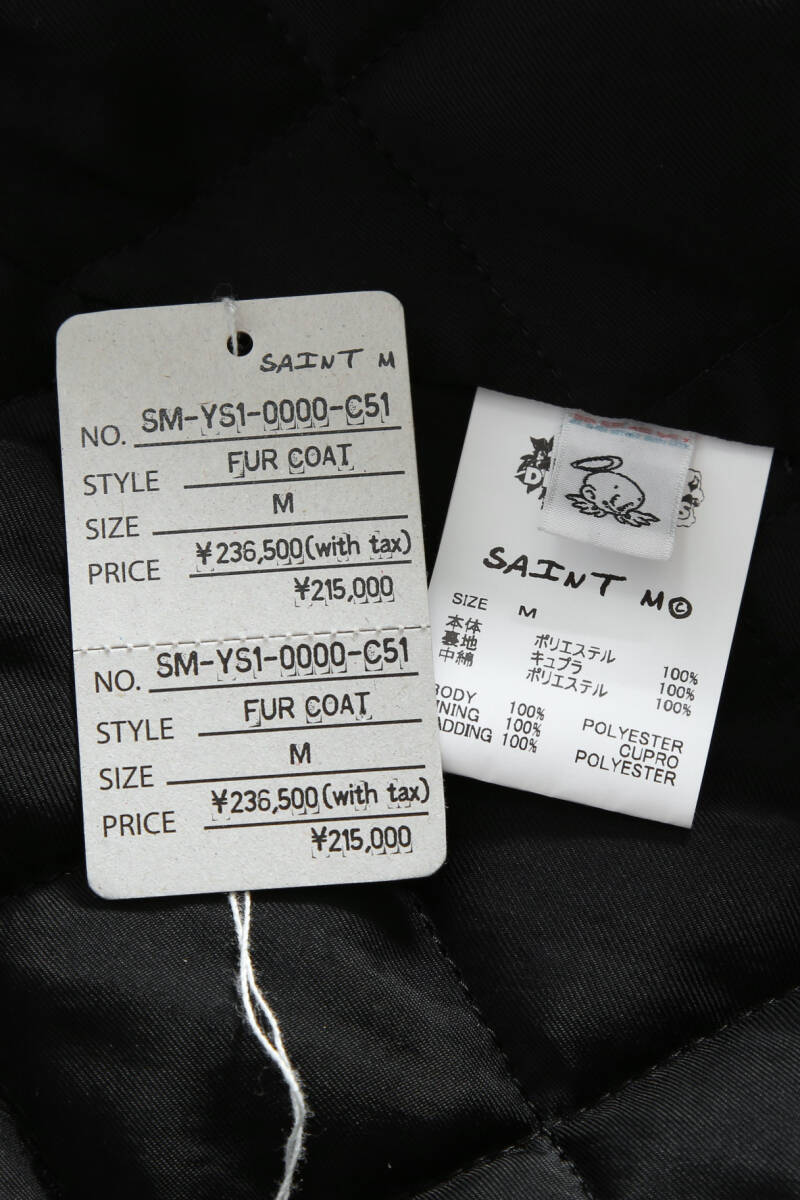 SAINT M
NO. SM-YS1-0000-C51
STYLE FUR COAT
SIZE M
PRICE ¥236,500(with tax)
¥215,000
NO. SM-YS1-0000-C51
STYLE FUR COAT
SIZE M
PRICE ¥236,500(with tax)
¥215,000
SAINT M©
SIZE M
本体 ポリエステル 100%
裏地 キュプラ 100%
中綿 ポリエステル 100%
BODY 100% POLYESTER
LINING 100% CUPRO
PADDING 100% POLYESTER